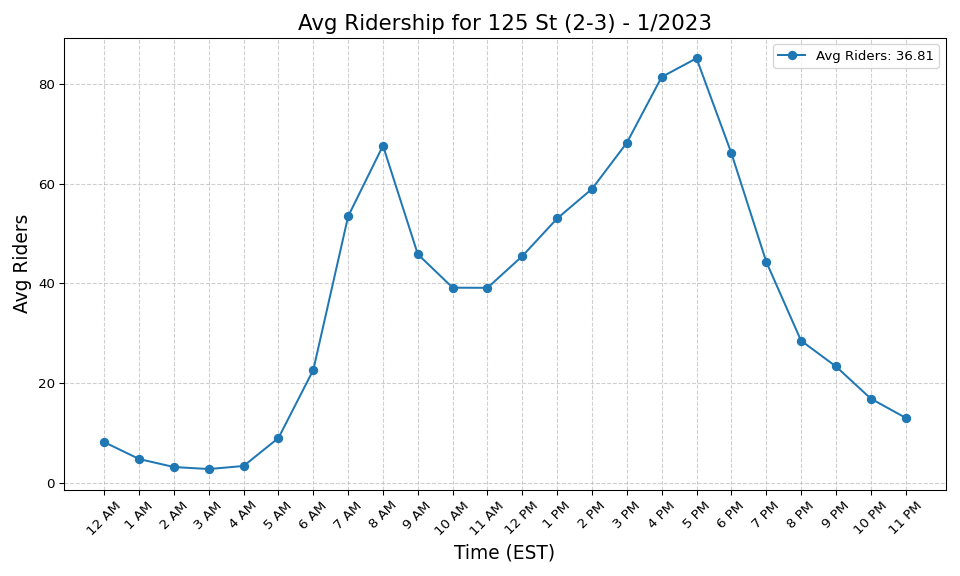 Avg Ridership for 125 St (2-3) - 1/2023
Avg Riders: 36.81
Avg Riders
80
60
40
20
0
12 AM
1 AM
2 AM
3 AM
4 AM
5 AM
6 AM
7 AM
8 AM
9 AM
10 AM
11 AM
12 PM
1 PM
2 PM
3 PM
4 PM
5 PM
6 PM
7 PM
8 PM
9 PM
10 PM
11 PM
Time (EST)